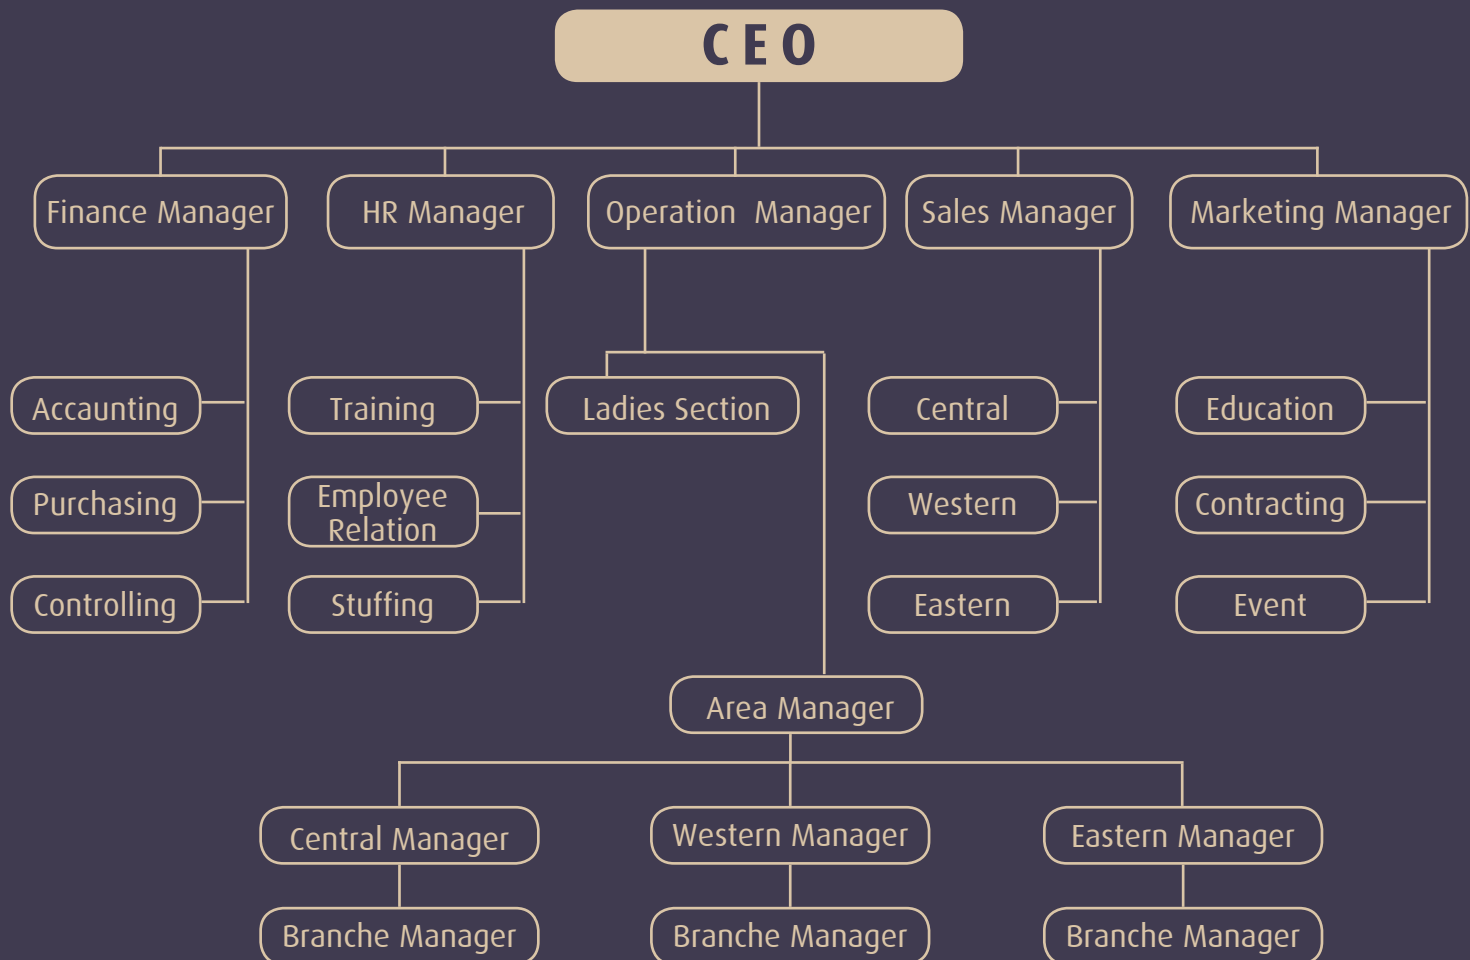 CEO
Finance Manager
HR Manager
Operation Manager
Sales Manager
Marketing Manager
Accaunting
Training
Ladies Section
Central
Education
Purchasing
Employee
Relation
Western
Contracting
Controlling
Stuffing
Eastern
Event
Area Manager
Central Manager
Western Manager
Eastern Manager
Branche Manager
Branche Manager
Branche Manager